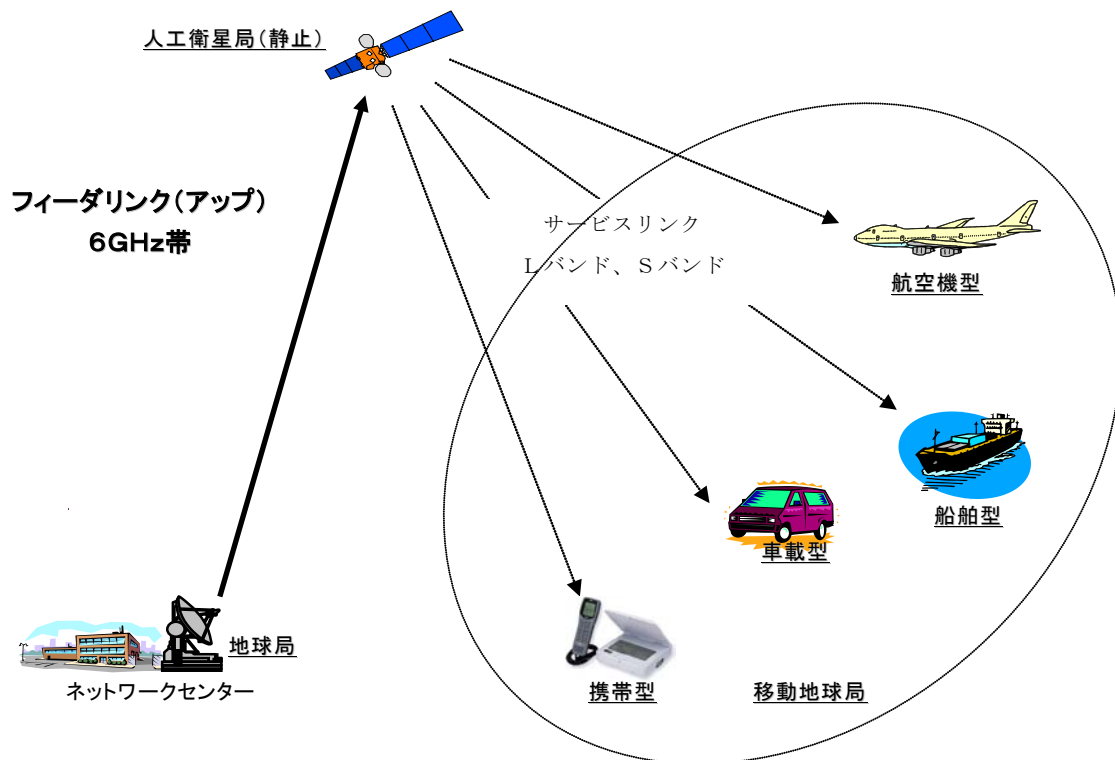 人工衛星局(静止)
フィーダリンク(アップ)
6GHz帯
サービスリンク
Lバンド、Sバンド
航空機型
船舶型
車載型
地球局
ネットワークセンター
携帯型
移動地球局